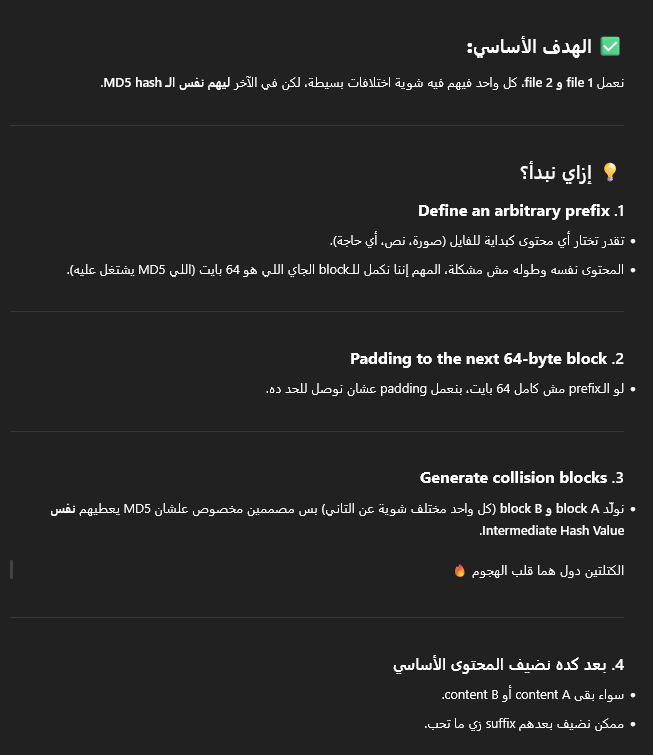 ✅ الهدف الأساسي:
نعمل file 1 و file 2، كل واحد فيهم فيه شوية اختلافات بسيطة، لكن في الآخر ليهم نفس الـ MD5 hash.
💡 إزاي نبدأ؟
1. Define an arbitrary prefix
• تقدر تختار أي محتوى كبداية للفايل (صورة، نص، أي حاجة).
• المحتوى نفسه وطوله مش مشكلة، المهم إننا نكمل للـblock الجاي اللي هو 64 بايت (اللي MD5 يشتغل عليه).
2. Padding to the next 64-byte block
• لو الـprefix مش كامل 64 بايت، بنعمل padding عشان نوصل للحد ده.
3. Generate collision blocks
• نولّد block A و block B (كل واحد مختلف شوية عن التاني) بس مصممين مخصوص علشان MD5 يعطيهم نفس
Intermediate Hash Value.
الكتلتين دول هما قلب الهجوم 🔥
4. بعد كده نضيف المحتوى الأساسي
• سواء بقى content A أو content B.
• ممكن نضيف بعدهم suffix زي ما تحب.